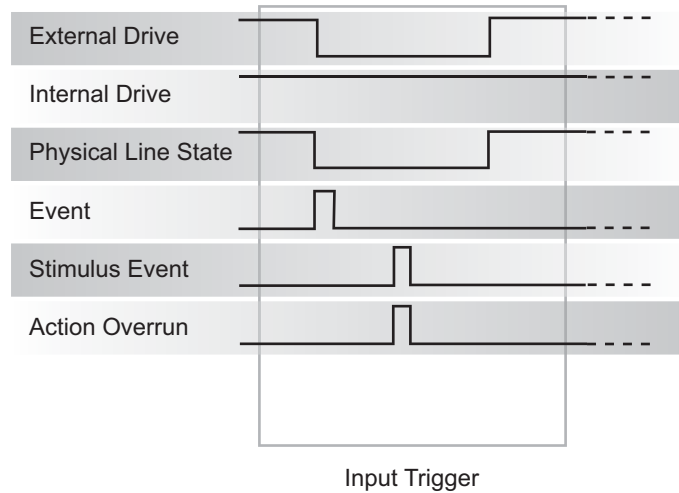 External Drive
Internal Drive
Physical Line State
Event
Stimulus Event
Action Overrun
Input Trigger